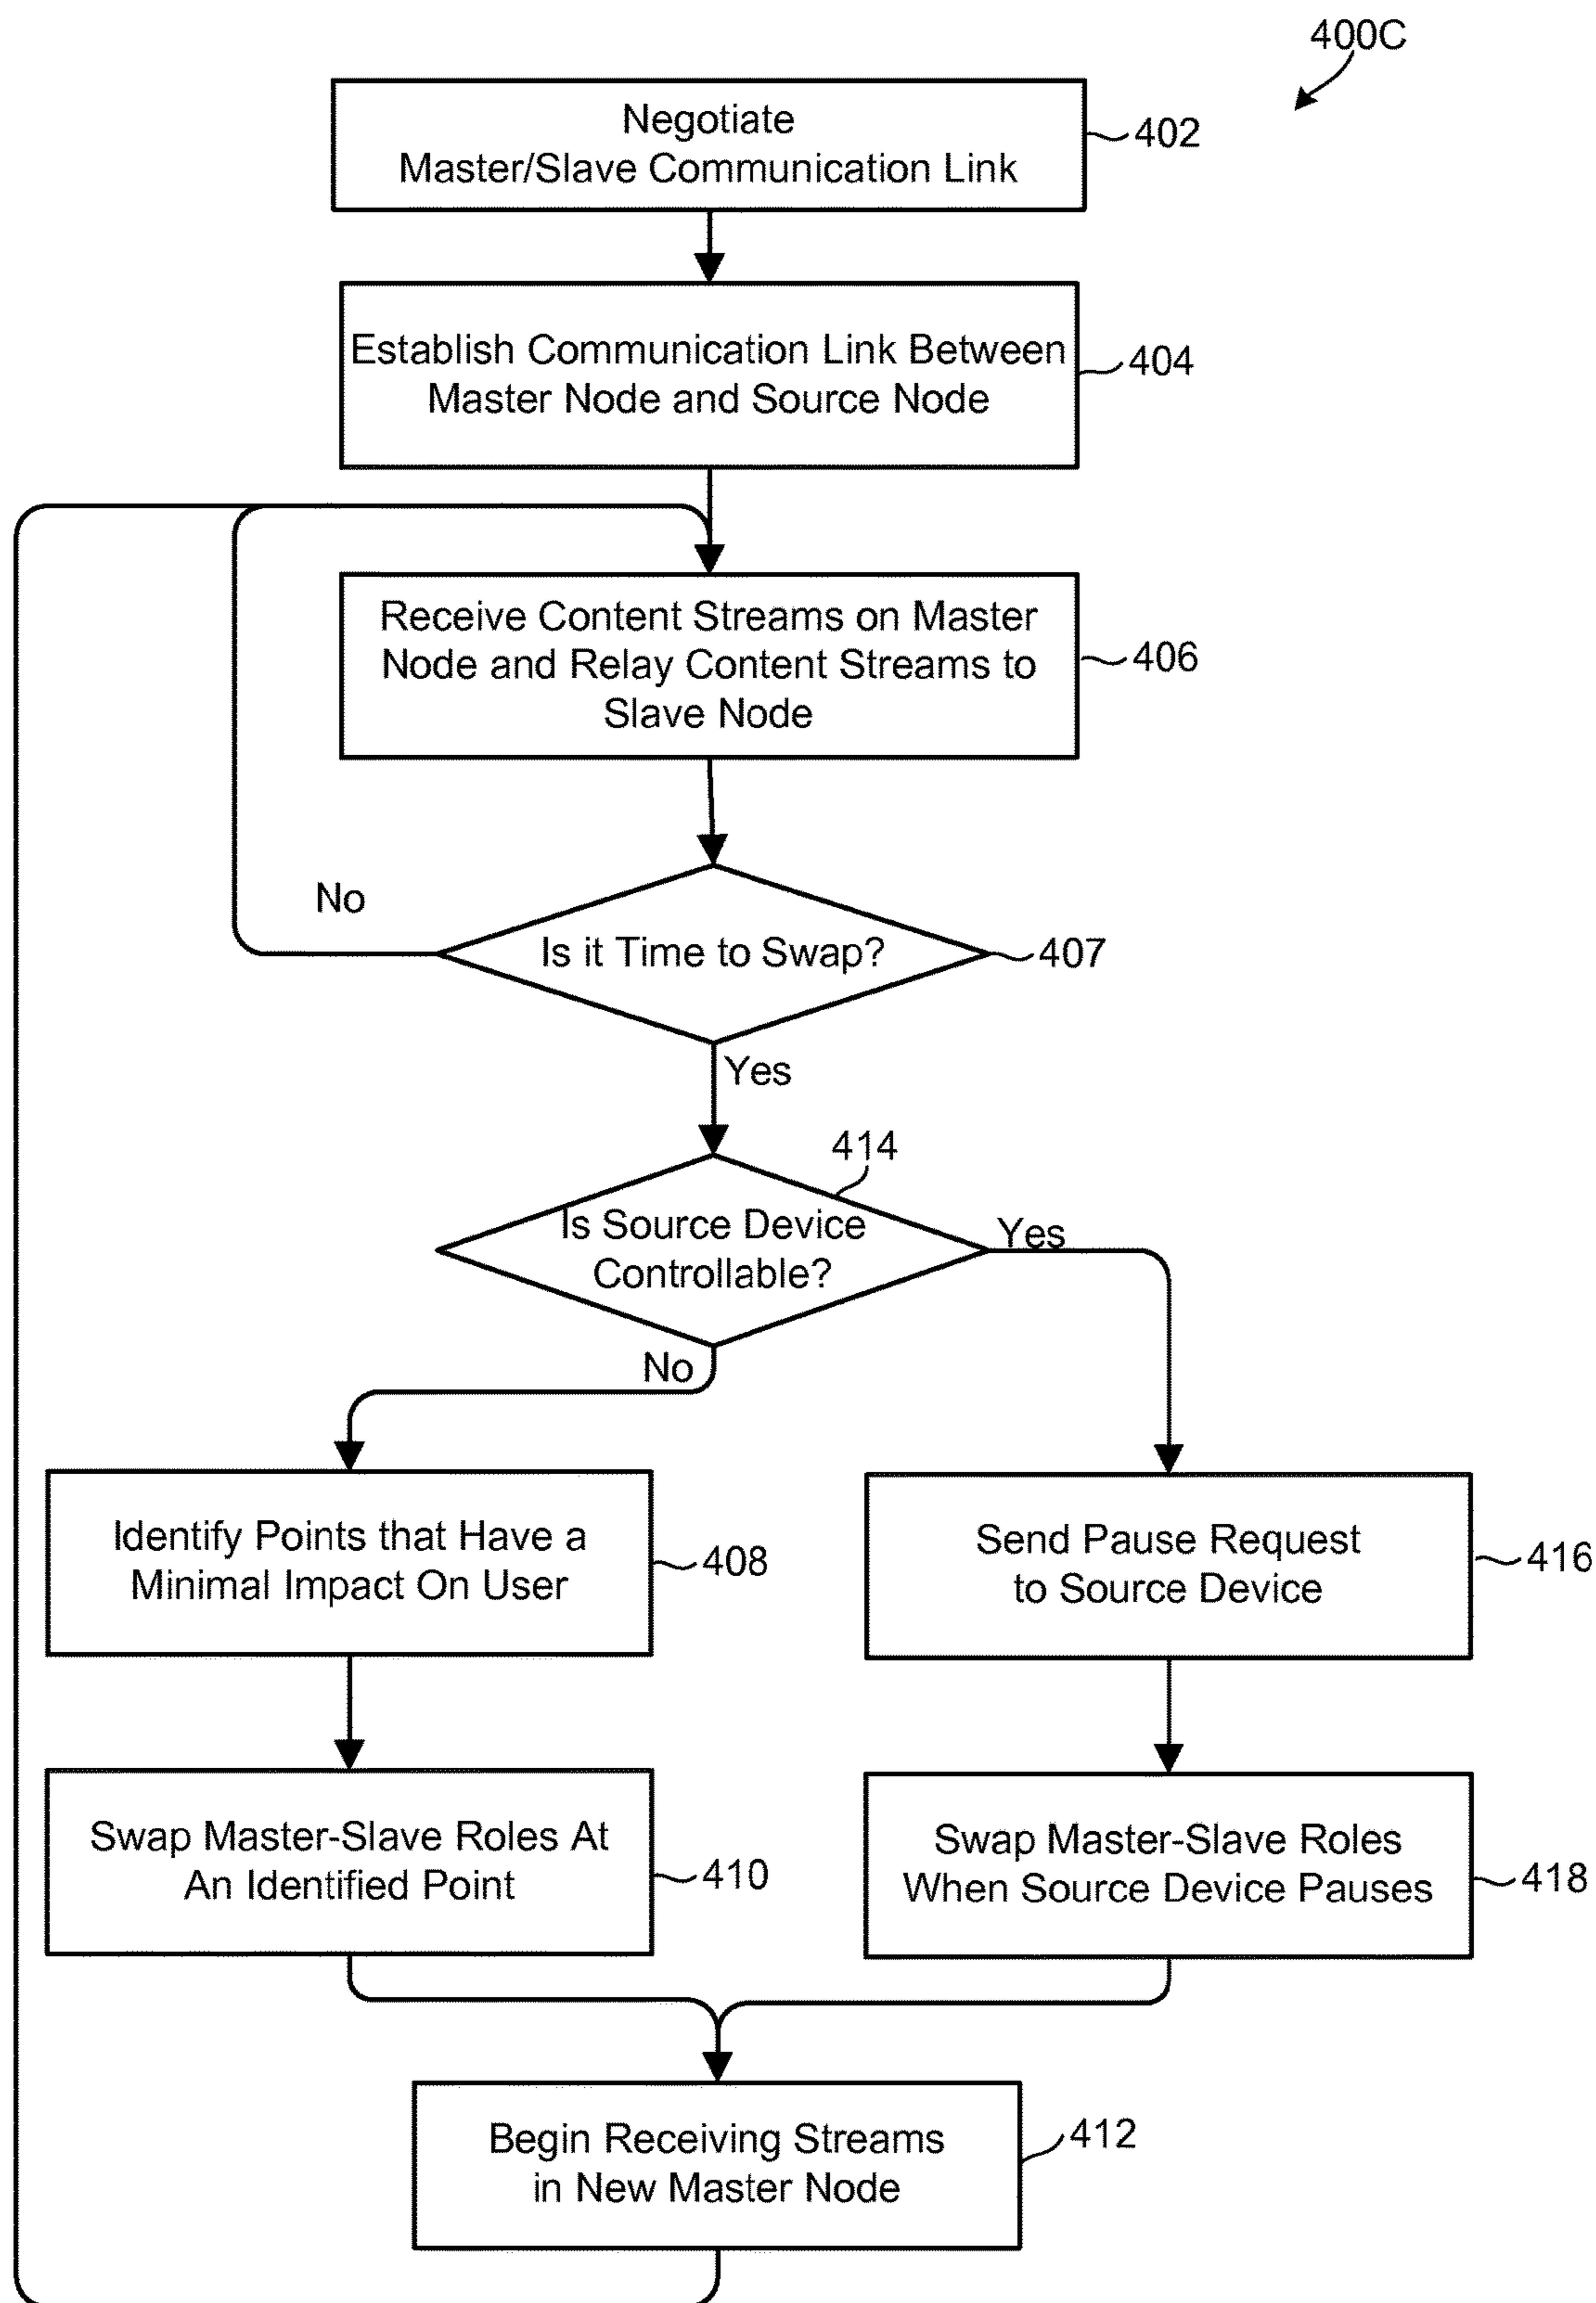 400C
Negotiate
Master/Slave Communication Link
402
Establish Communication Link Between
Master Node and Source Node
404
Receive Content Streams on Master
Node and Relay Content Streams to
Slave Node
406
No
Is it Time to Swap?
407
Yes
414
Is Source Device
Controllable?
Yes
No
Identify Points that Have a
Minimal Impact On User
408
Send Pause Request
to Source Device
416
Swap Master-Slave Roles At
An Identified Point
410
Swap Master-Slave Roles
When Source Device Pauses
418
Begin Receiving Streams
in New Master Node
412